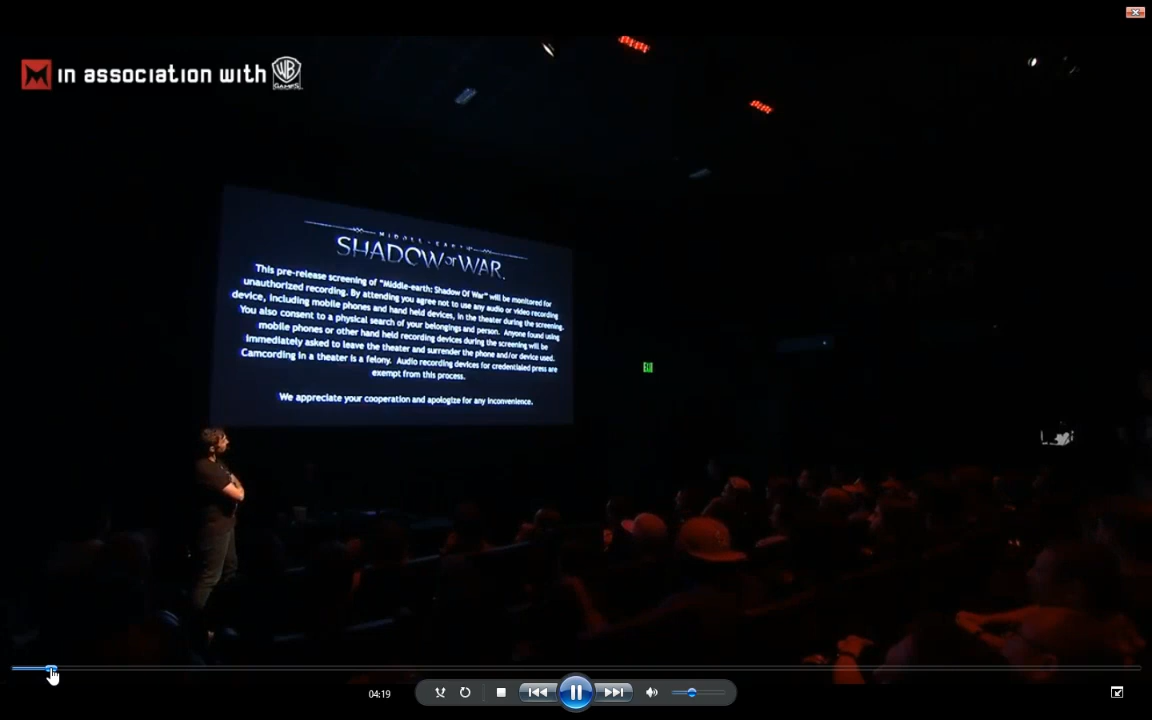 in association with WB
GAMES
MIDDLE-EARTH
SHADOW OF WAR.
This pre-release screening of "Middle-earth: Shadow Of War" will be monitored for
unauthorized recording. By attending you agree not to use any audio or video recording
device, including mobile phones and hand held devices, in the theater during the screening.
You also consent to a physical search of your belongings and person. Anyone found using
mobile phones or other hand held recording devices during the screening will be
immediately asked to leave the theater and surrender the phone and/or device used.
Camcording in a theater is a felony. Audio recording devices for credentialed press are
exempt from this process.
We appreciate your cooperation and apologize for any inconvenience.
EXIT
04:19